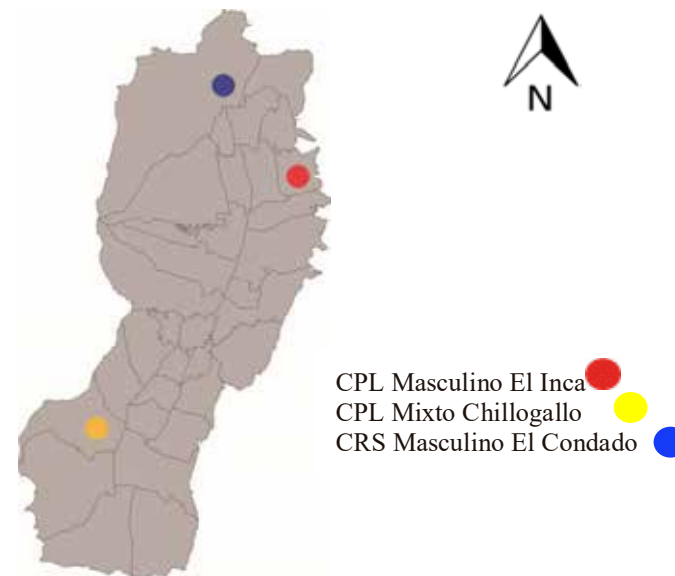 N
CPL Masculino El Inca
CPL Mixto Chillogallo
CRS Masculino El Condado